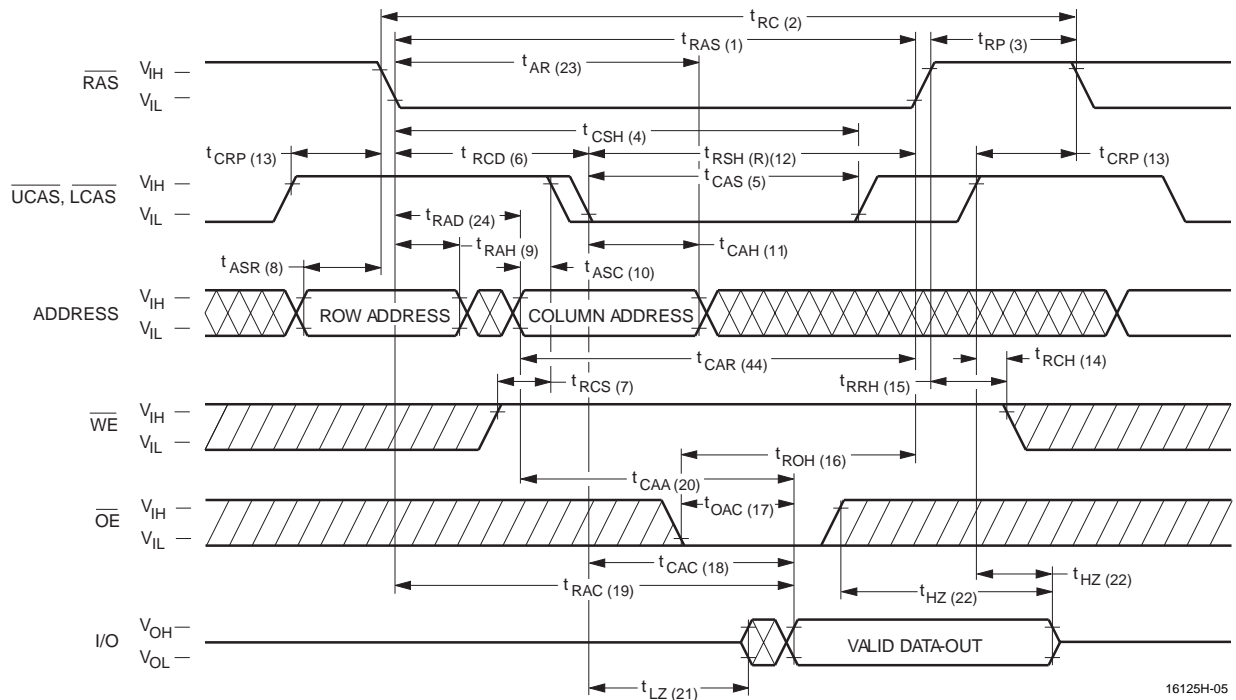 tRC (2)
tRAS (1)
tRP (3)
tAR (23)
RAS
VIH
VIL
tCSH (4)
tCRP (13)
tRCD (6)
tRSH (R)(12)
tCRP (13)
UCAS, LCAS
VIH
VIL
tCAS (5)
tRAD (24)
tRAH (9)
tCAH (11)
tASR (8)
tASC (10)
ADDRESS
VIH
VIL
ROW ADDRESS
COLUMN ADDRESS
tCAR (44)
tRCH (14)
tRCS (7)
tRRH (15)
WE
VIH
VIL
tROH (16)
tCAA (20)
tOAC (17)
OE
VIH
VIL
tCAC (18)
tRAC (19)
tHZ (22)
tHZ (22)
I/O
VOH
VOL
VALID DATA-OUT
tLZ (21)
16125H-05